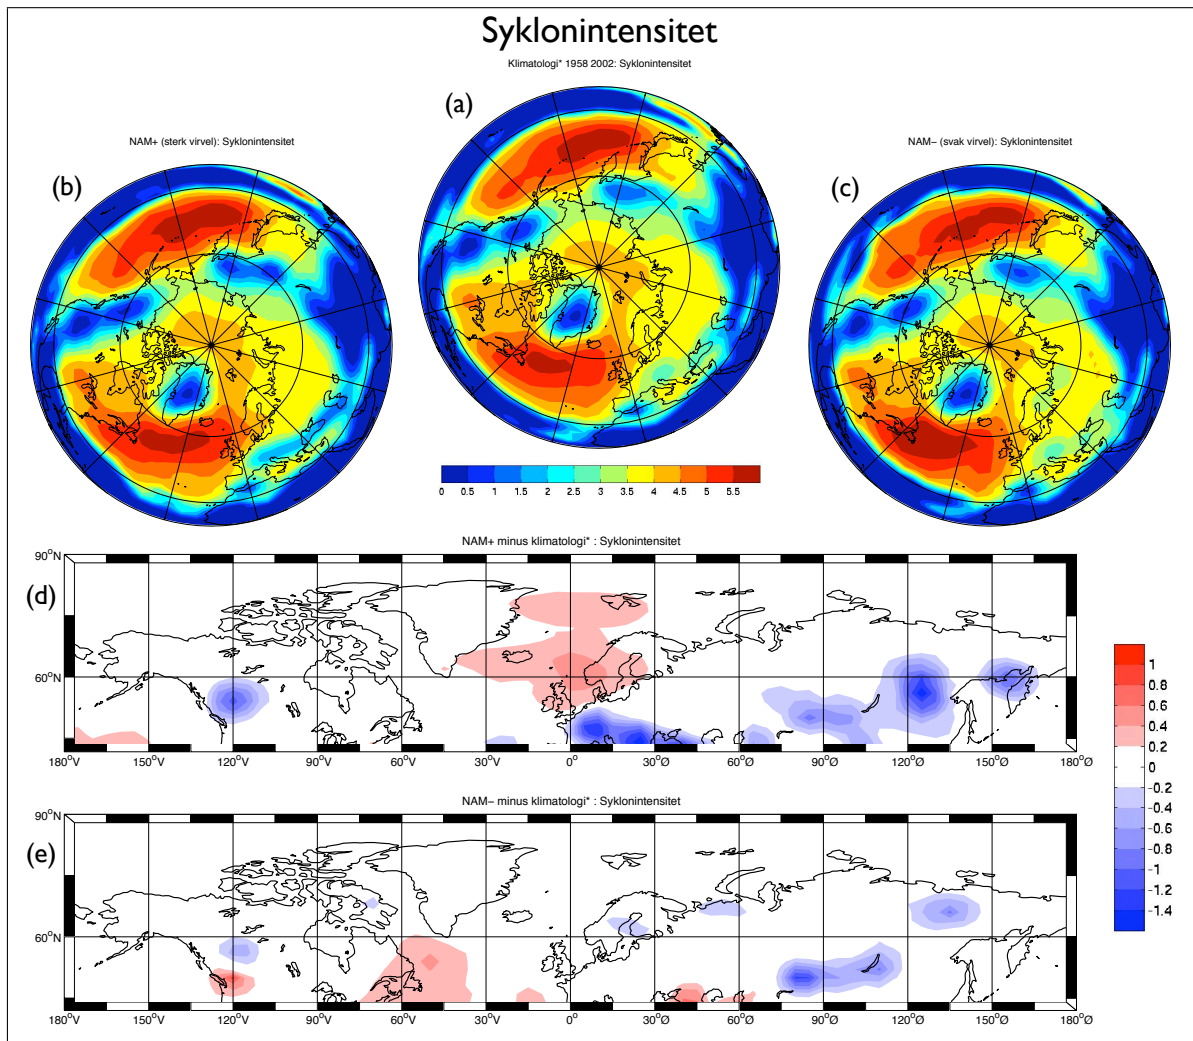 Syklonintensitet
Klimatologi* 1958 2002: Syklonintensitet
(a)
NAM+ (sterk virvel): Syklonintensitet
(b)
NAM− (svak virvel): Syklonintensitet
(c)
0 0.5 1 1.5 2 2.5 3 3.5 4 4.5 5 5.5
NAM+ minus klimatologi* : Syklonintensitet
(d)
90°N
60°N
180°V 150°V 120°V 90°V 60°V 30°V 0° 30°Ø 60°Ø 90°Ø 120°Ø 150°Ø 180°Ø
NAM− minus klimatologi* : Syklonintensitet
(e)
90°N
60°N
180°V 150°V 120°V 90°V 60°V 30°V 0° 30°Ø 60°Ø 90°Ø 120°Ø 150°Ø 180°Ø
1
0.8
0.6
0.4
0.2
0
-0.2
-0.4
-0.6
-0.8
-1
-1.2
-1.4